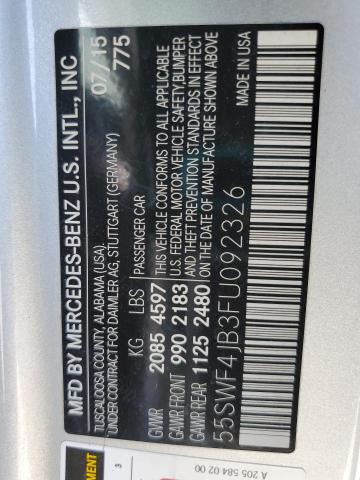 MFD BY MERCEDES-BENZ U.S. INTL., INC
TUSCALOOSA COUNTY, ALABAMA (USA)
UNDER CONTRACT FOR DAIMLER AG, STUTTGART (GERMANY)
07/15
775
KG LBS
GVWR 2085 4597
GAWR FRONT 990 2183
GAWR REAR 1125 2480
PASSENGER CAR
THIS VEHICLE CONFORMS TO ALL APPLICABLE
U.S. FEDERAL MOTOR VEHICLE SAFETY, BUMPER
AND THEFT PREVENTION STANDARDS IN EFFECT
ON THE DATE OF MANUFACTURE SHOWN ABOVE
55SWF4JB3FU092326
MADE IN USA
A 205 584 02 00
3